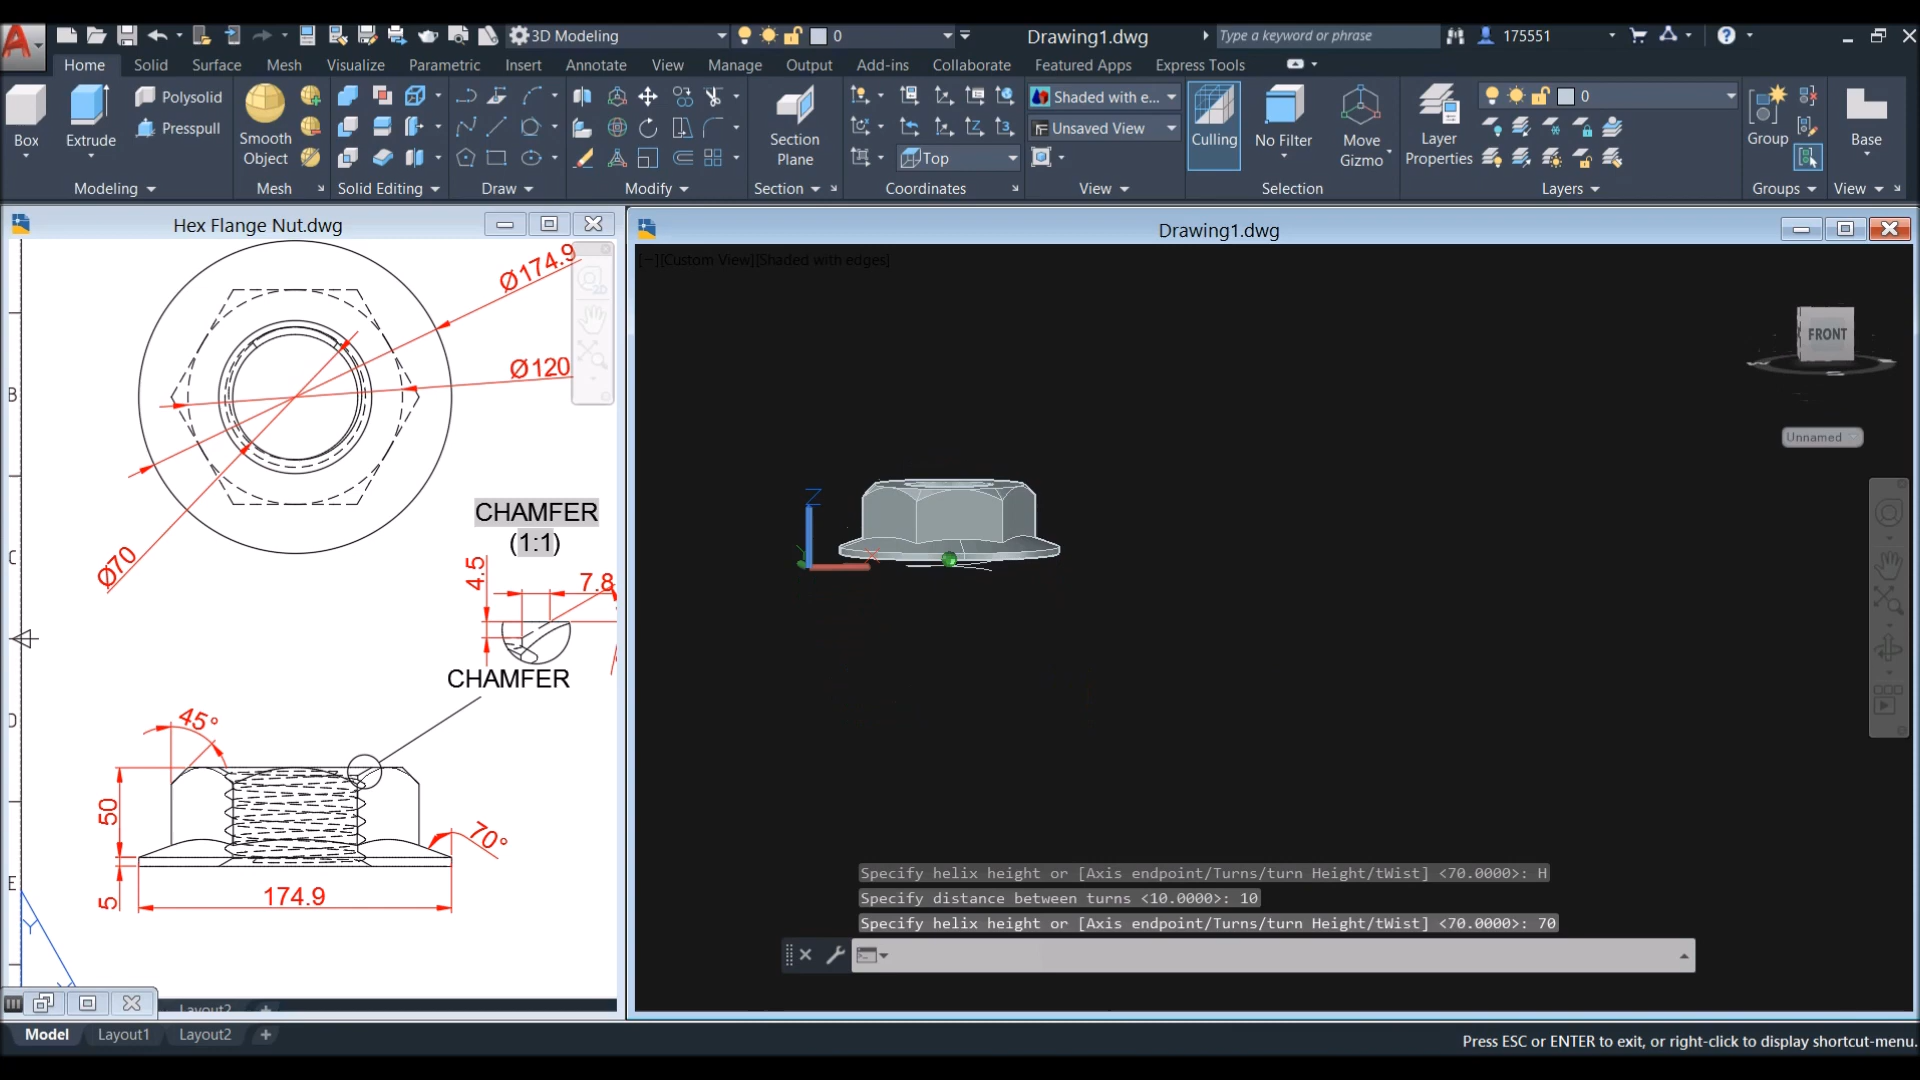 A
3D Modeling
0
Drawing1.dwg
Type a keyword or phrase
175551
Home
Solid
Surface
Mesh
Visualize
Parametric
Insert
Annotate
View
Manage
Output
Add-ins
Collaborate
Featured Apps
Express Tools
Box
Extrude
Polysolid
Presspull
Smooth
Object
Section
Plane
Top
Shaded with e...
Unsaved View
Culling
No Filter
Move
Gizmo
Layer
Properties
0
Group
Base
Modeling
Mesh
Solid Editing
Draw
Modify
Section
Coordinates
View
Selection
Layers
Groups
View
Hex Flange Nut.dwg
Ø174.9
Ø120
Ø70
B
C
D
E
CHAMFER
(1:1)
4.5
7.8
CHAMFER
45°
50
70°
5
174.9
Y
Layout2
+
Drawing1.dwg
[-][Custom View][Shaded with edges]
FRONT
Unnamed
Z
Y
X
Specify helix height or [Axis endpoint/Turns/turn Height/tWist] <70.0000>: H
Specify distance between turns <10.0000>: 10
Specify helix height or [Axis endpoint/Turns/turn Height/tWist] <70.0000>: 70
Model
Layout1
Layout2
+
Press ESC or ENTER to exit, or right-click to display shortcut-menu.